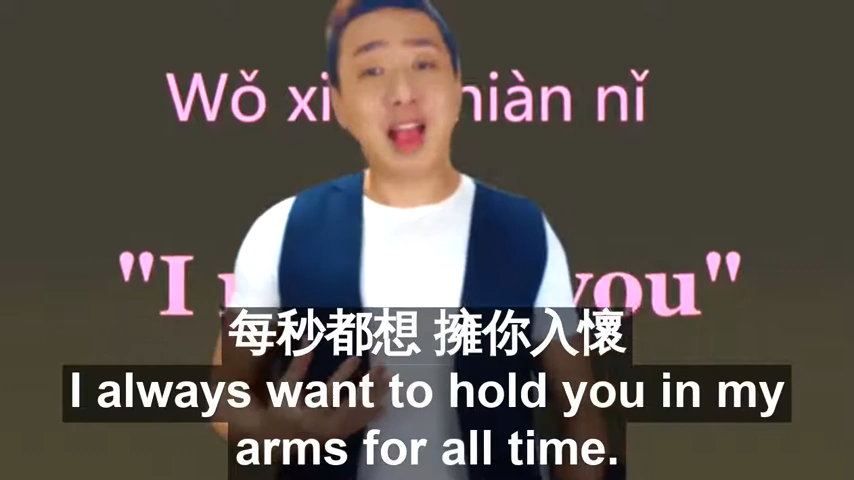 Wǒ xi niàn nǐ
"I you"
每秒都想 擁你入懷
I always want to hold you in my
arms for all time.